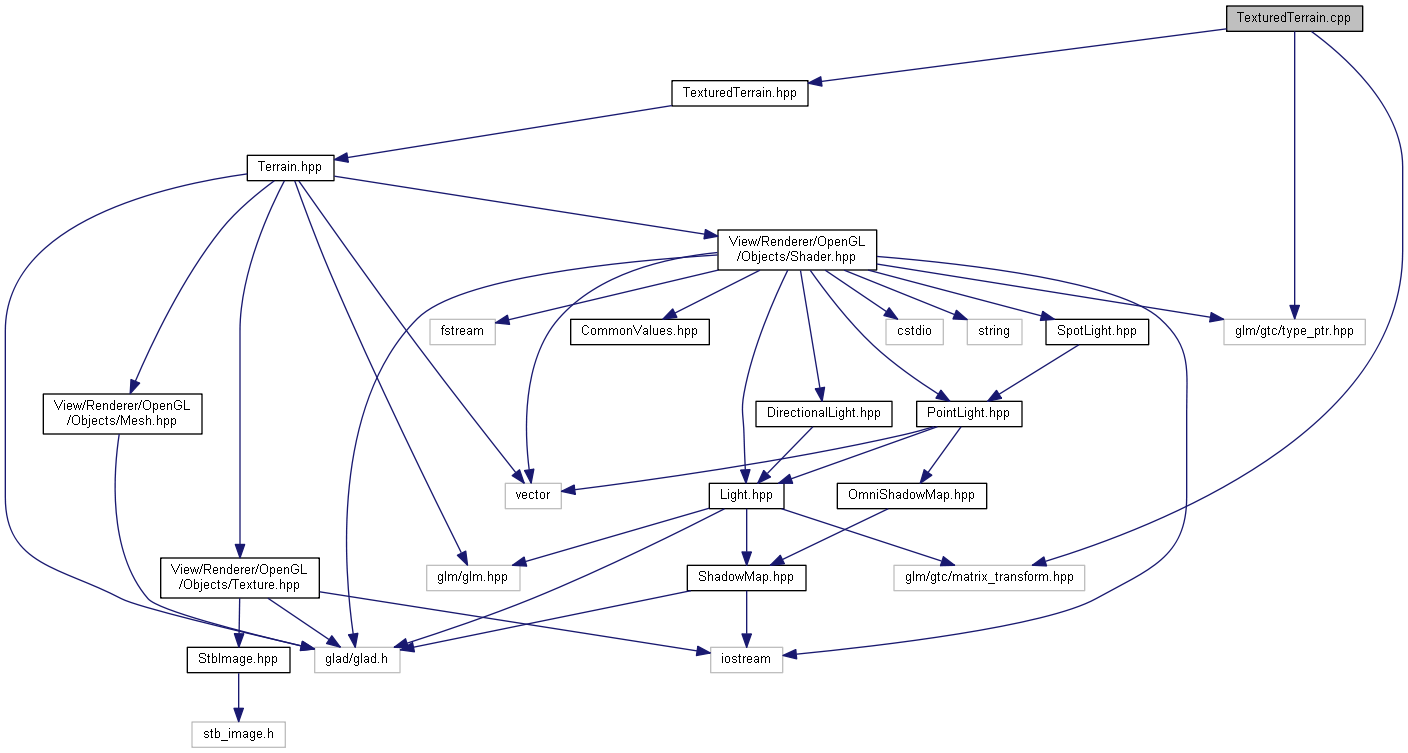 TexturedTerrain.cpp
TexturedTerrain.hpp
Terrain.hpp
View/Renderer/OpenGL
/Objects/Shader.hpp
fstream
CommonValues.hpp
cstdio
string
SpotLight.hpp
glm/gtc/type_ptr.hpp
View/Renderer/OpenGL
/Objects/Mesh.hpp
DirectionalLight.hpp
PointLight.hpp
vector
Light.hpp
OmniShadowMap.hpp
View/Renderer/OpenGL
/Objects/Texture.hpp
glm/glm.hpp
ShadowMap.hpp
glm/gtc/matrix_transform.hpp
StbImage.hpp
glad/glad.h
iostream
stb_image.h